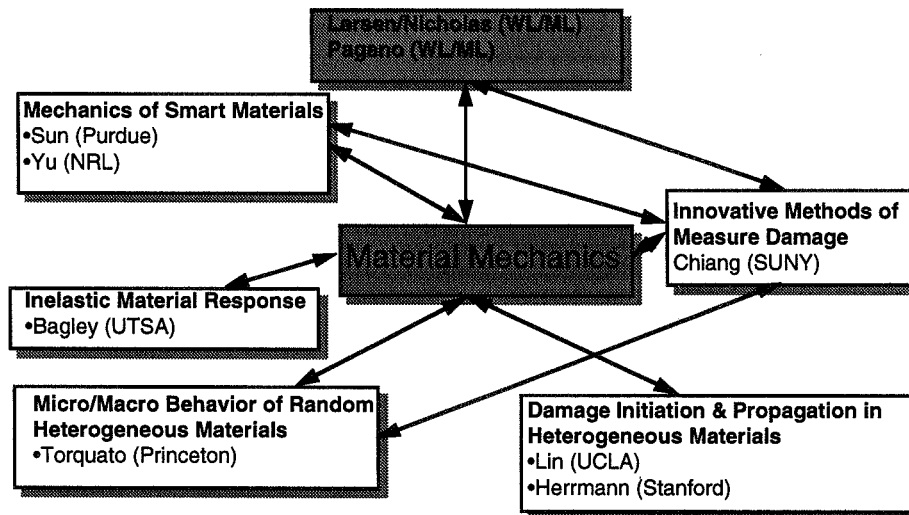 Larsen/Nicholas (WL/ML)
Pagano (WL/ML)
Mechanics of Smart Materials
•Sun (Purdue)
•Yu (NRL)
Innovative Methods of
Measure Damage
Chiang (SUNY)
Material Mechanics
Inelastic Material Response
•Bagley (UTSA)
Micro/Macro Behavior of Random
Heterogeneous Materials
•Torquato (Princeton)
Damage Initiation & Propagation in
Heterogeneous Materials
•Lin (UCLA)
•Herrmann (Stanford)